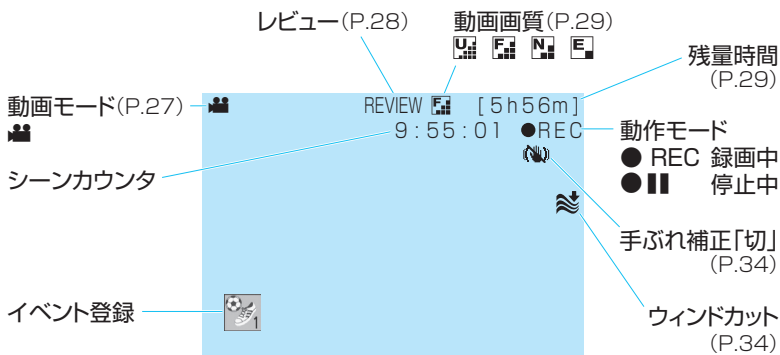 レビュー(P.28)
動画画質(P.29)
U F N E
残量時間
(P.29)
動画モード(P.27)
REVIEW F [5h56m]
9:55:01 ●REC
動作モード
● REC 録画中
●▮▮ 停止中
シーンカウンタ
手ぶれ補正「切」
(P.34)
イベント登録
1
ウィンドカット
(P.34)